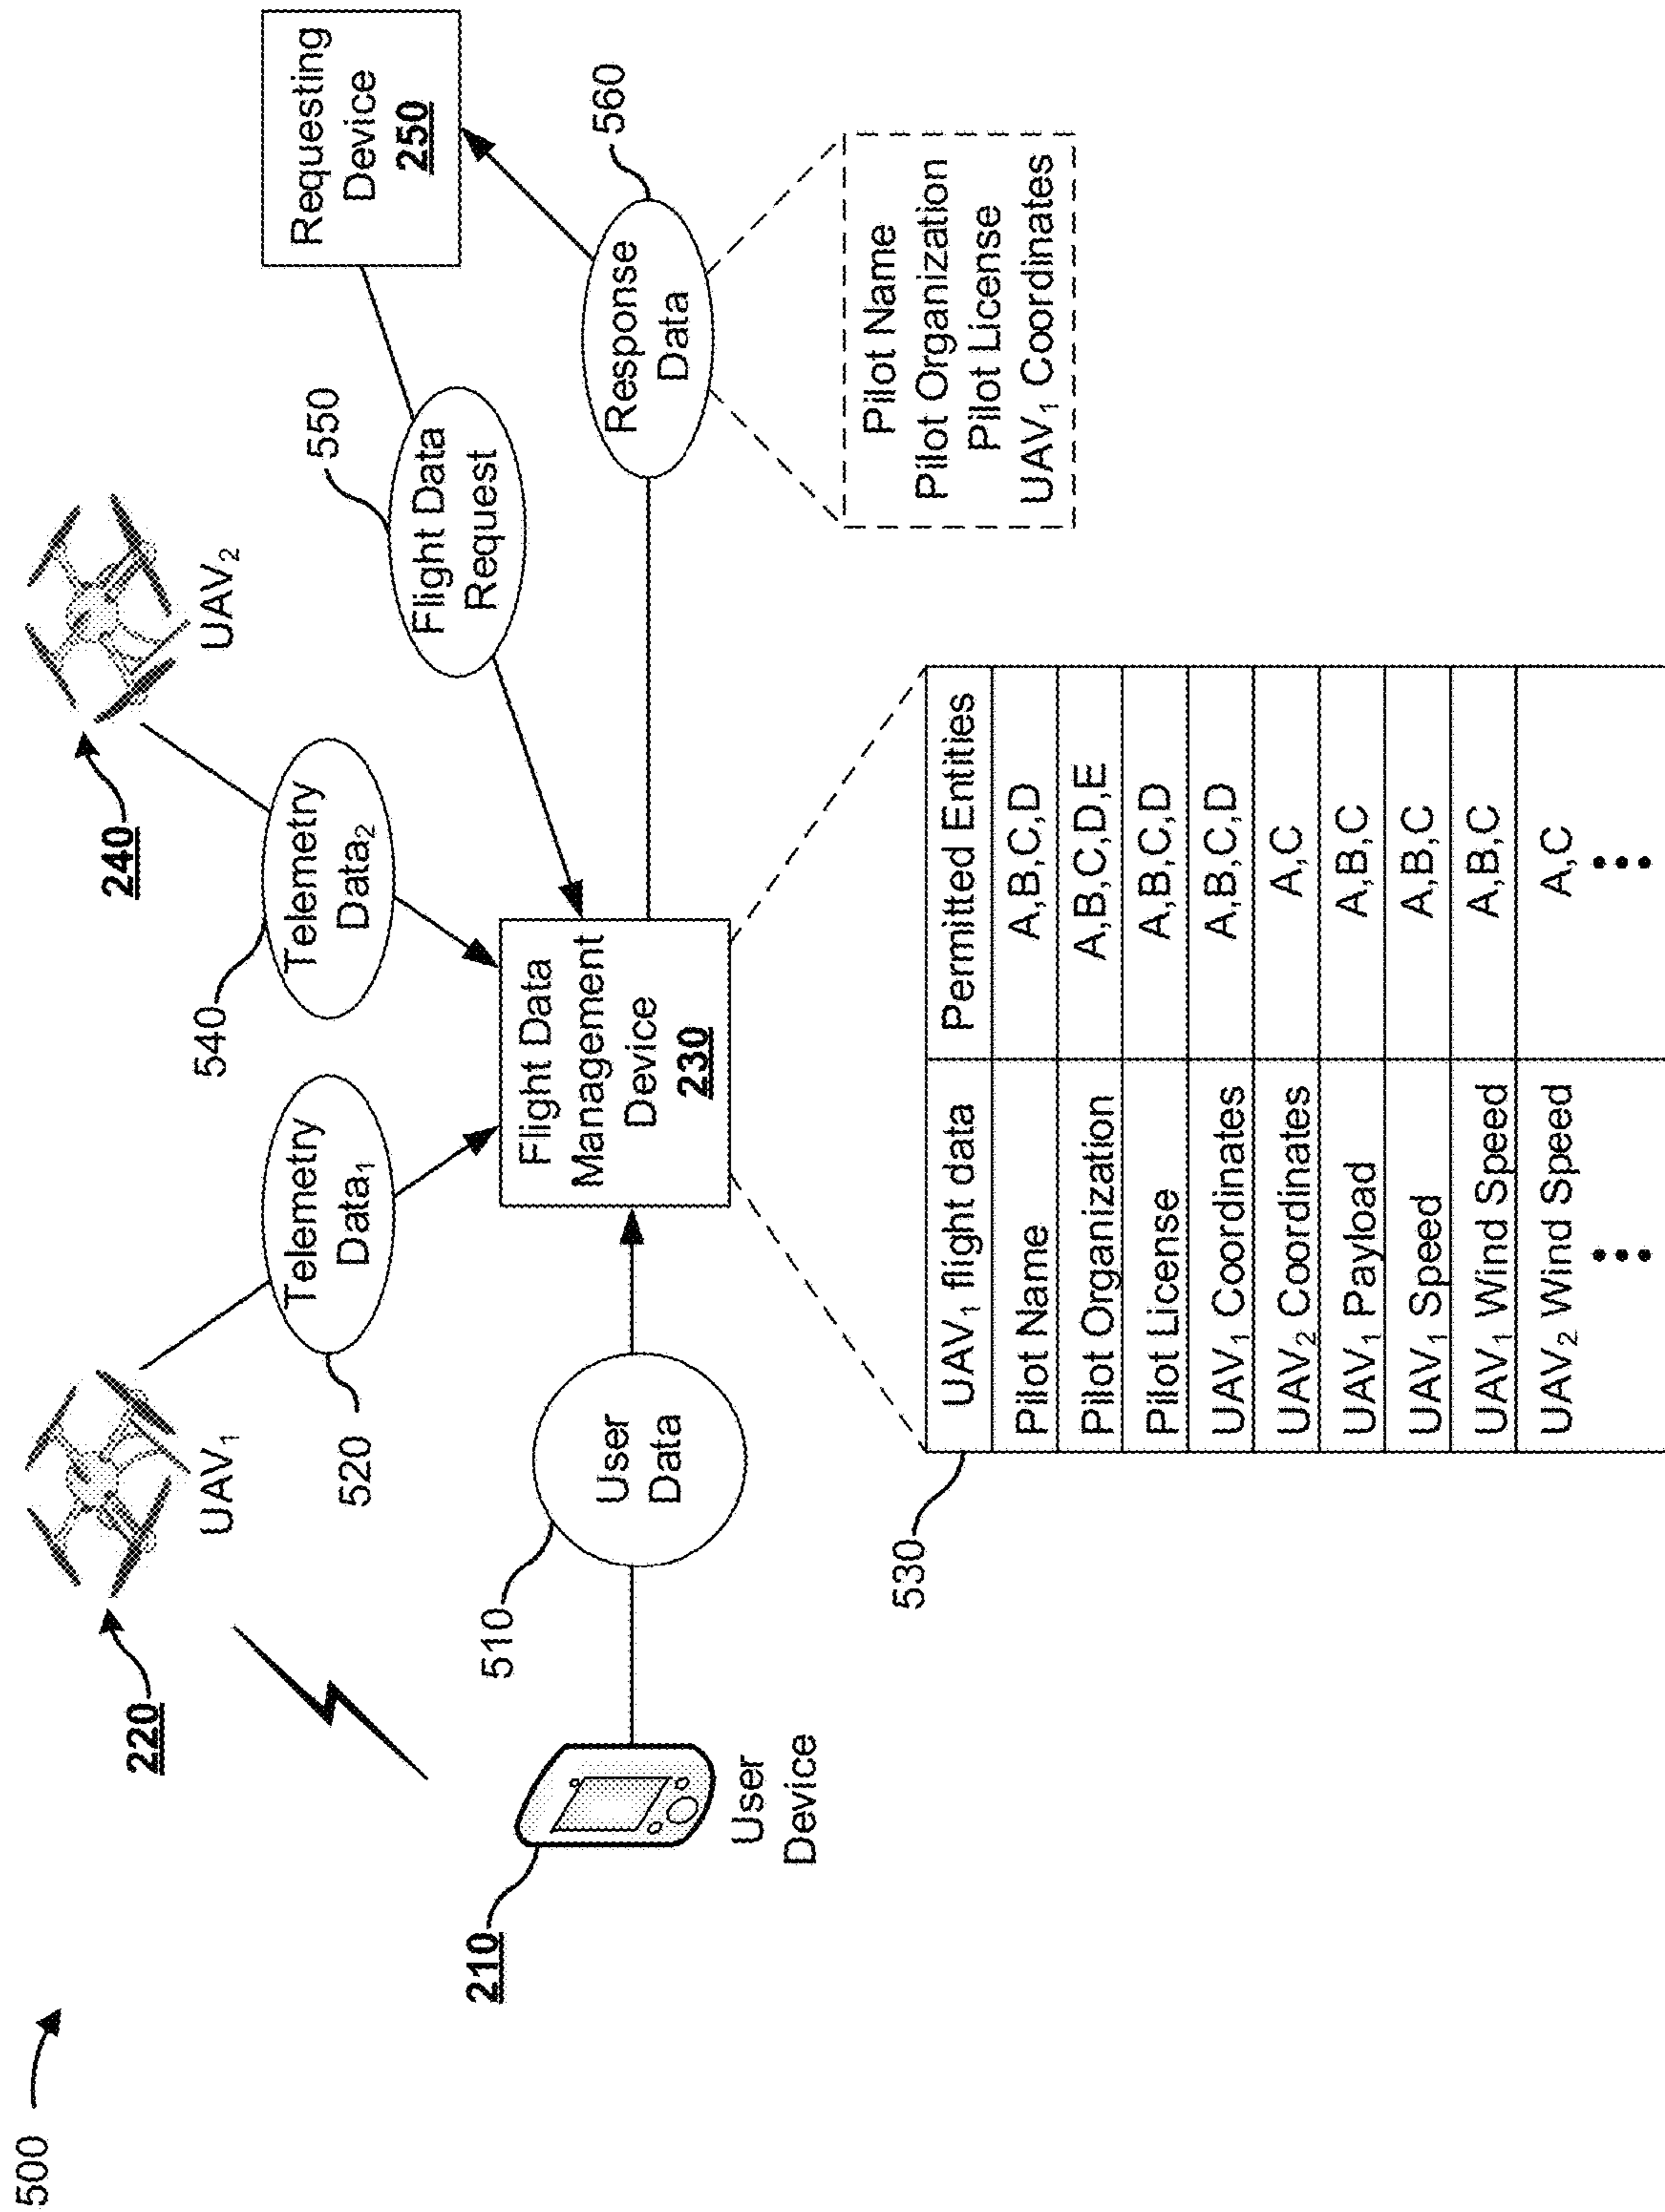 500
220
UAV₁
240
UAV₂
520
Telemetry
Data₁
540
Telemetry
Data₂
550
Flight Data
Request
Requesting
Device
250
210
User
Device
510
User
Data
Flight Data
Management
Device
230
560
Response
Data
Pilot Name
Pilot Organization
Pilot License
UAV₁ Coordinates
530
UAV₁ flight data Permitted Entities
Pilot Name A,B,C,D
Pilot Organization A,B,C,D,E
Pilot License A,B,C,D
UAV₁ Coordinates A,B,C,D
UAV₂ Coordinates A,C
UAV₁ Payload A,B,C
UAV₁ Speed A,B,C
UAV₁ Wind Speed A,B,C
UAV₂ Wind Speed A,C